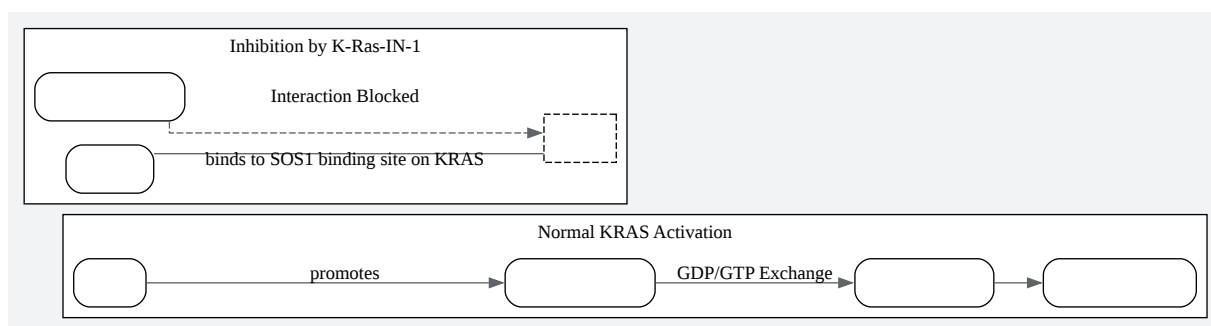 Inhibition by K-Ras-IN-1
Interaction Blocked
binds to SOS1 binding site on KRAS
Normal KRAS Activation
promotes
GDP/GTP Exchange